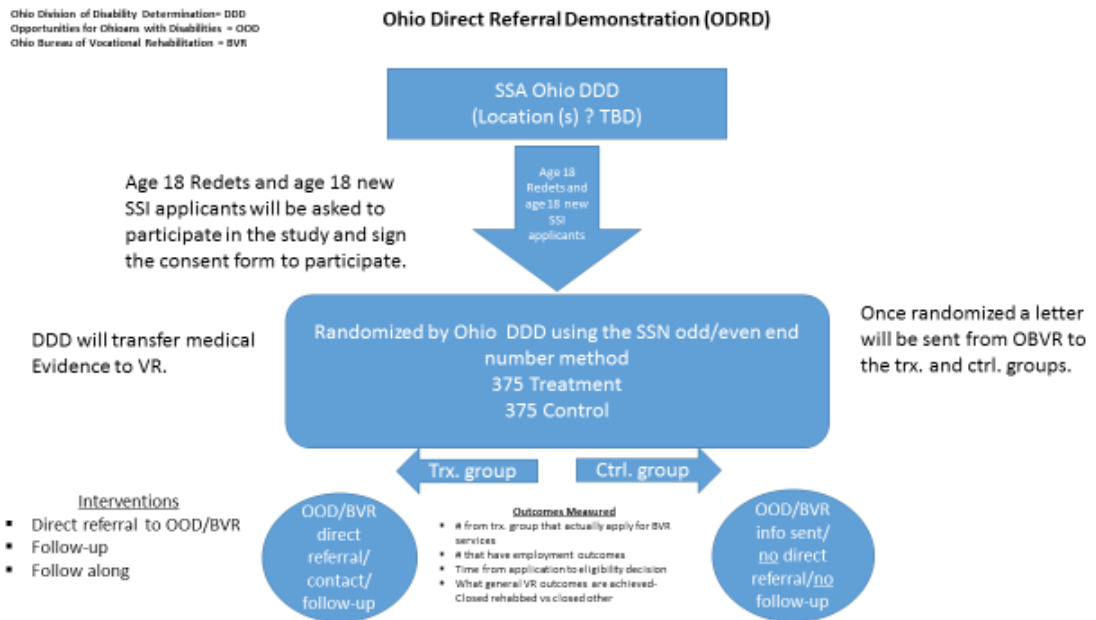 Ohio Division of Disability Determination= DDD
Opportunities for Ohioans with Disabilities = OOD
Ohio Bureau of Vocational Rehabilitation = BVR
Ohio Direct Referral Demonstration (ODRD)
SSA Ohio DDD
(Location (s) ? TBD)
Age 18
Redets and
age 18 new
SSI
applicants
Age 18 Redets and age 18 new
SSI applicants will be asked to
participate in the study and sign
the consent form to participate.
DDD will transfer medical
Evidence to VR.
Randomized by Ohio DDD using the SSN odd/even end
number method
375 Treatment
375 Control
Once randomized a letter
will be sent from OBVR to
the trx. and ctrl. groups.
Trx. group
Ctrl. group
Interventions
▪ Direct referral to OOD/BVR
▪ Follow-up
▪ Follow along
OOD/BVR
direct
referral/
contact/
follow-up
Outcomes Measured
▪ # from trx. group that actually apply for BVR
services
▪ # that have employment outcomes
▪ Time from application to eligibility decision
▪ What general VR outcomes are achieved-
Closed rehabbed vs closed other
OOD/BVR
info sent/
no direct
referral/no
follow-up